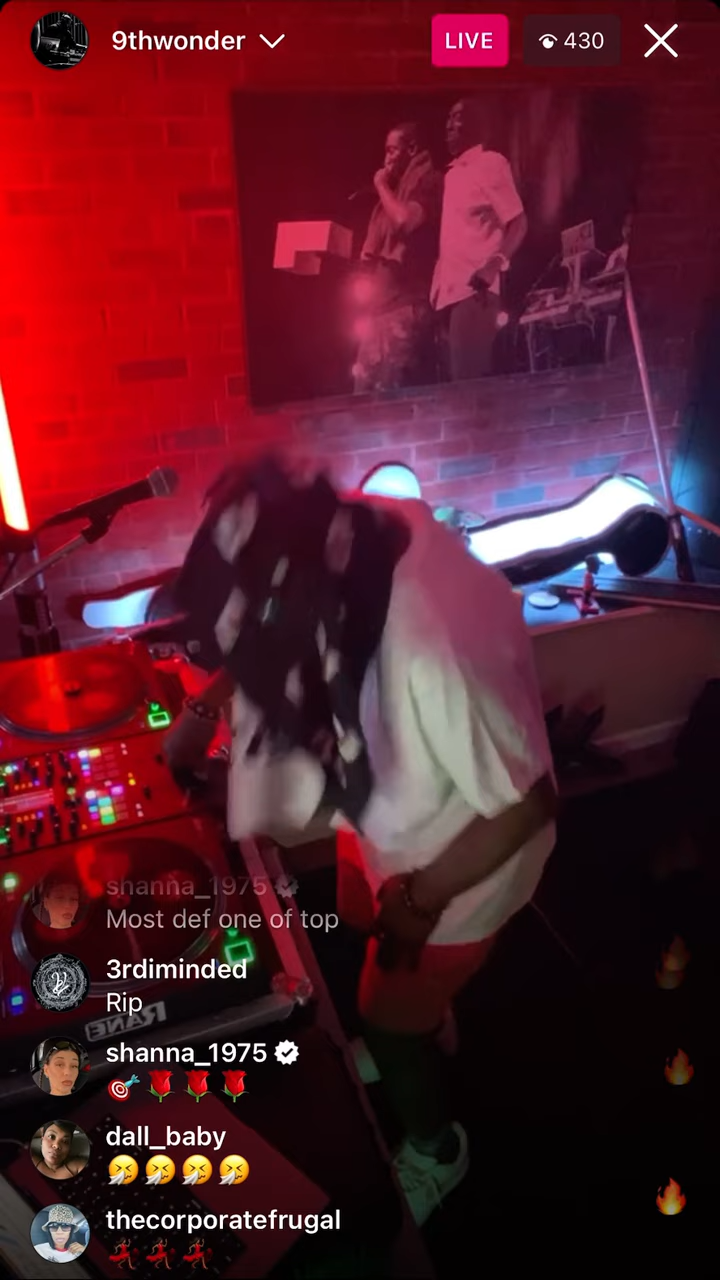 9thwonder
LIVE
430
shanna_1975
Most def one of top
3rdiminded
Rip
RANE
shanna_1975
🎯🌹🌹🌹
dall_baby
🤧🤧🤧🤧
thecorporatefrugal
💃🏾💃🏾💃🏾